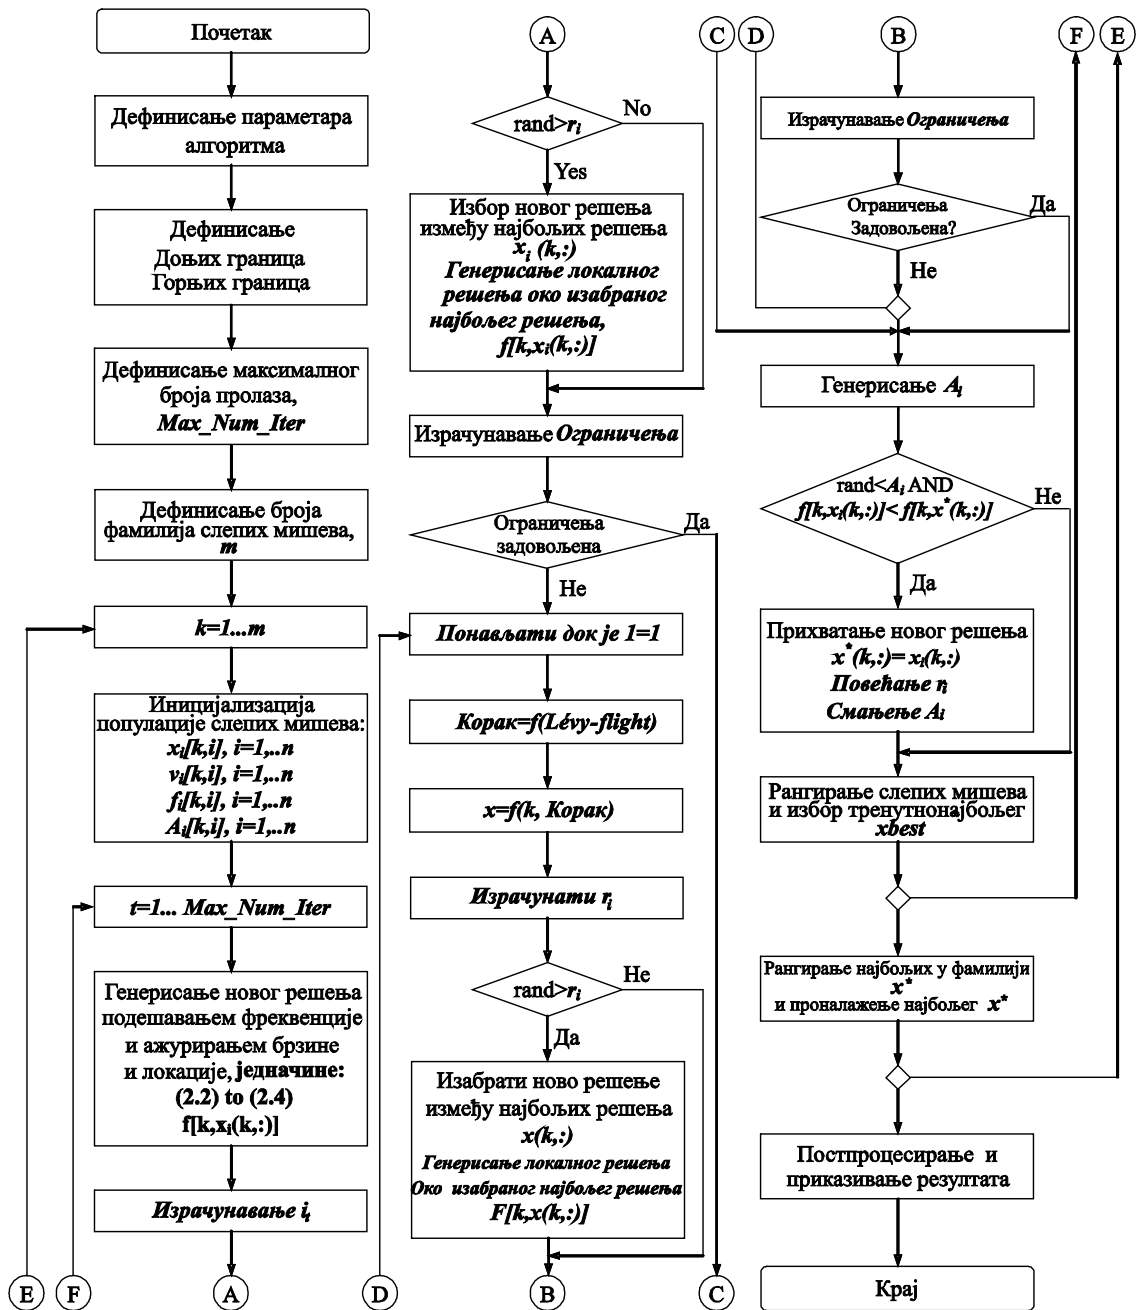 Почетак
Дефинисање параметара
алгоритма
Дефинисање
Доњих граница
Горњих граница
Дефинисање максималног
броја пролаза,
Max_Num_Iter
Дефинисање броја
фамилија слепих мишева,
m
k=1...m
Иницијализација
популације слепих мишева:
xᵢ[k,i], i=1,..n
vᵢ[k,i], i=1,..n
fᵢ[k,i], i=1,..n
Aᵢ[k,i], i=1,..n
t=1... Max_Num_Iter
Генерисање новог решења
подешавањем фреквенције
и ажурирањем брзине
и локације, једначине:
(2.2) to (2.4)
f[k,xᵢ(k,:)]
Израчунавање iᵢ
E
F
A
A
rand>rᵢ
No
Yes
Избор новог решења
између најбољих решења
xᵢ (k,:)
Генерисање локалног
решења око изабраног
најбољег решења,
f[k,xᵢ(k,:)]
Израчунавање Ограничења
Ограничења
задовољена
Да
Не
Понављати док је 1=1
Корак=f(Lévy-flight)
x=f(k, Корак)
Израчунати rᵢ
rand>rᵢ
Не
Да
Изабрати ново решење
између најбољих решења
x(k,:)
Генерисање локалног решења
Око изабраног најбољег решења
F[k,x(k,:)]
D
B
C
C
D
B
F
E
Израчунавање Ограничења
Ограничења
Задовољена?
Да
Не
Генерисање Aᵢ
rand<Aᵢ AND
f[k,xᵢ(k,:)]< f[k,x*(k,:)]
Не
Да
Прихватање новог решења
x*(k,:)= xᵢ(k,:)
Повећање rᵢ
Смањење Aᵢ
Рангирање слепих мишева
и избор тренутнонајбољег
xbest
Рангирање најбољих у фамилији
x*
и проналажење најбољег x*
Постпроцесирање и
приказивање резултата
Крај